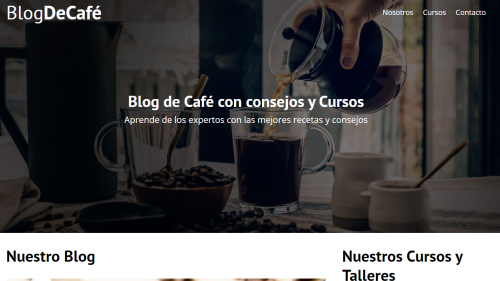 BlogDeCafé
Nosotros Cursos Contacto
Blog de Café con consejos y Cursos
Aprende de los expertos con las mejores recetas y consejos
Nuestro Blog
Nuestros Cursos y
Talleres